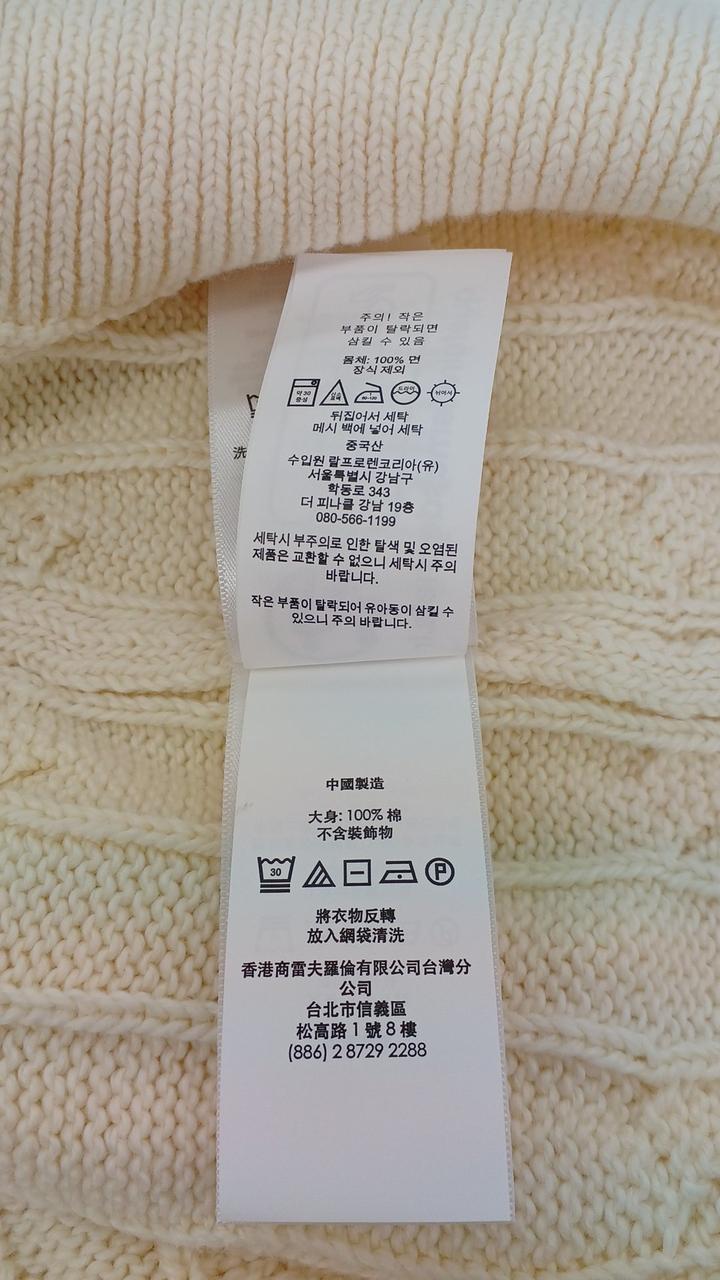 주의! 작은
부품이 탈락되면
삼킬 수 있음
몸체: 100% 면
장식 제외
약 30
중성
80-120
드라이
뒤집어서 세탁
메시 백에 넣어 세탁
중국산
수입원 랄프로렌코리아(유)
서울특별시 강남구
학동로 343
더 피나클 강남 19층
080-566-1199
세탁시 부주의로 인한 탈색 및 오염된
제품은 교환할 수 없으니 세탁시 주의
바랍니다.
작은 부품이 탈락되어 유아동이 삼킬 수
있으니 주의 바랍니다.
洗
中國製造
大身: 100% 棉
不含裝飾物
30
P
將衣物反轉
放入網袋清洗
香港商雷夫羅倫有限公司台灣分
公司
台北市信義區
松高路 1 號 8 樓
(886) 2 8729 2288